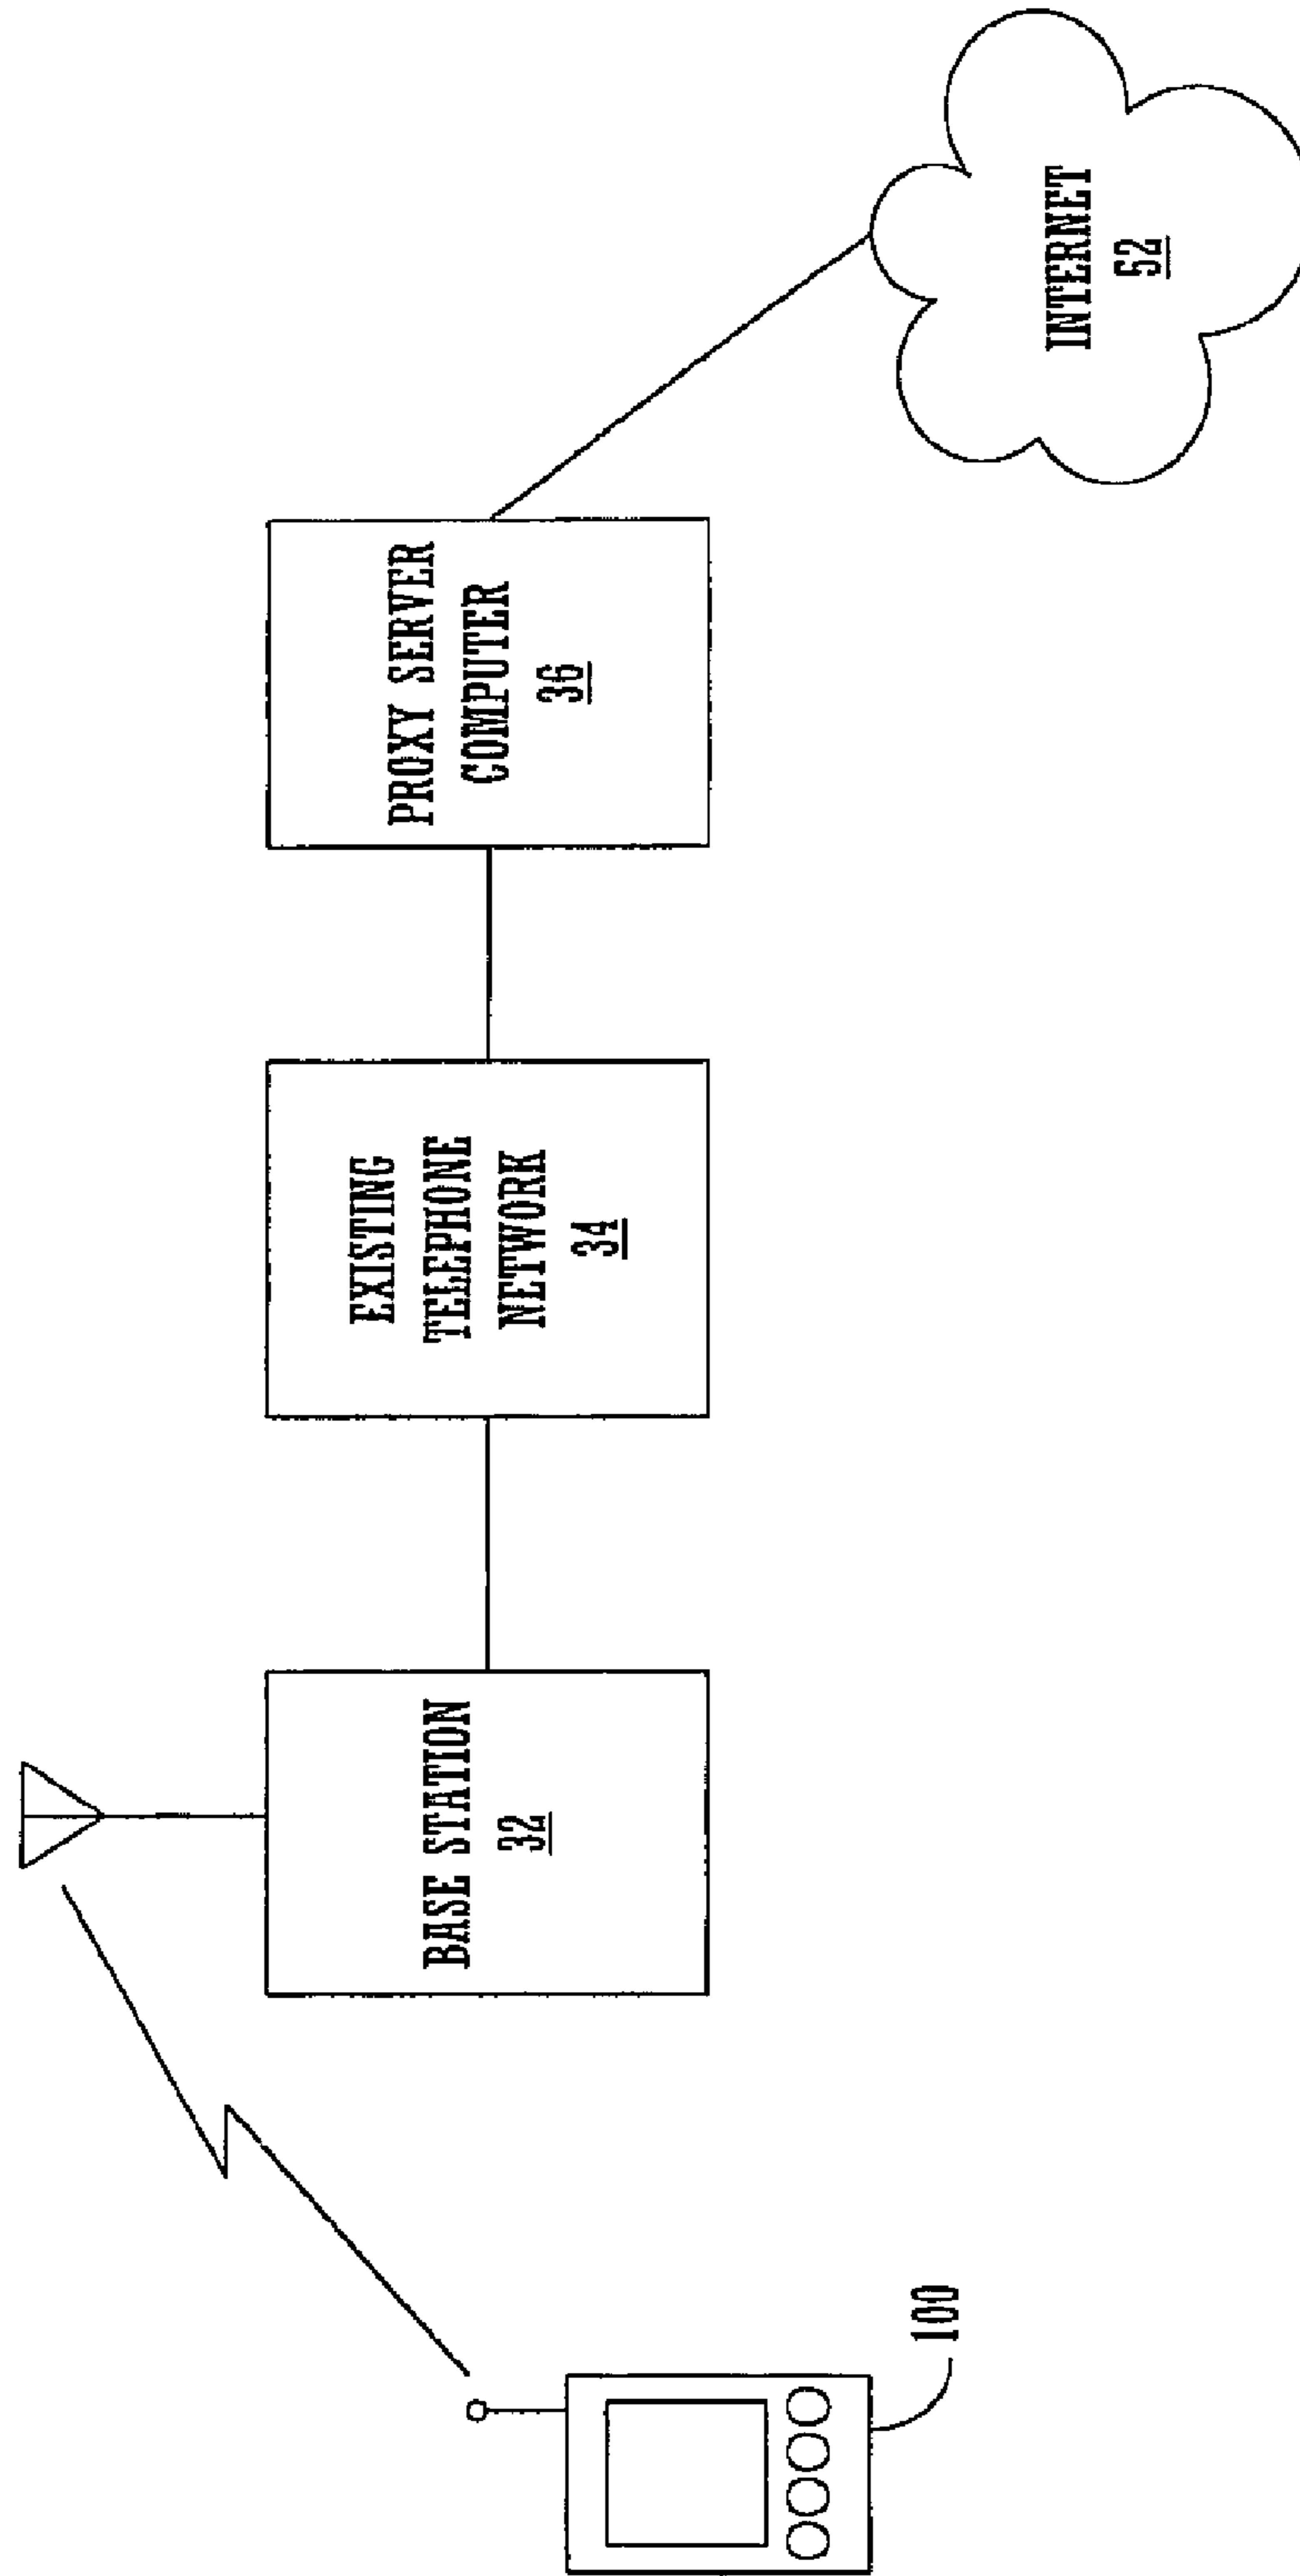 BASE STATION
32
EXISTING
TELEPHONE
NETWORK
34
PROXY SERVER
COMPUTER
36
INTERNET
52
100